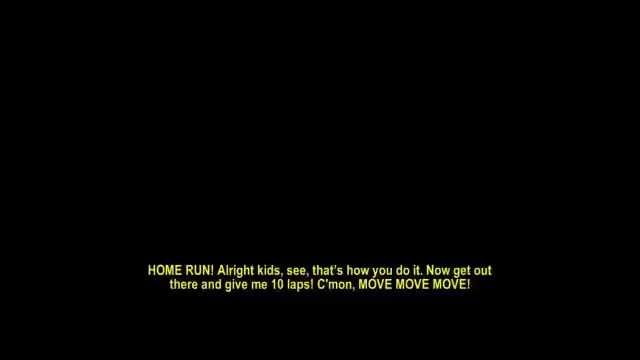 HOME RUN! Alright kids, see, that's how you do it. Now get out
there and give me 10 laps! C'mon, MOVE MOVE MOVE!